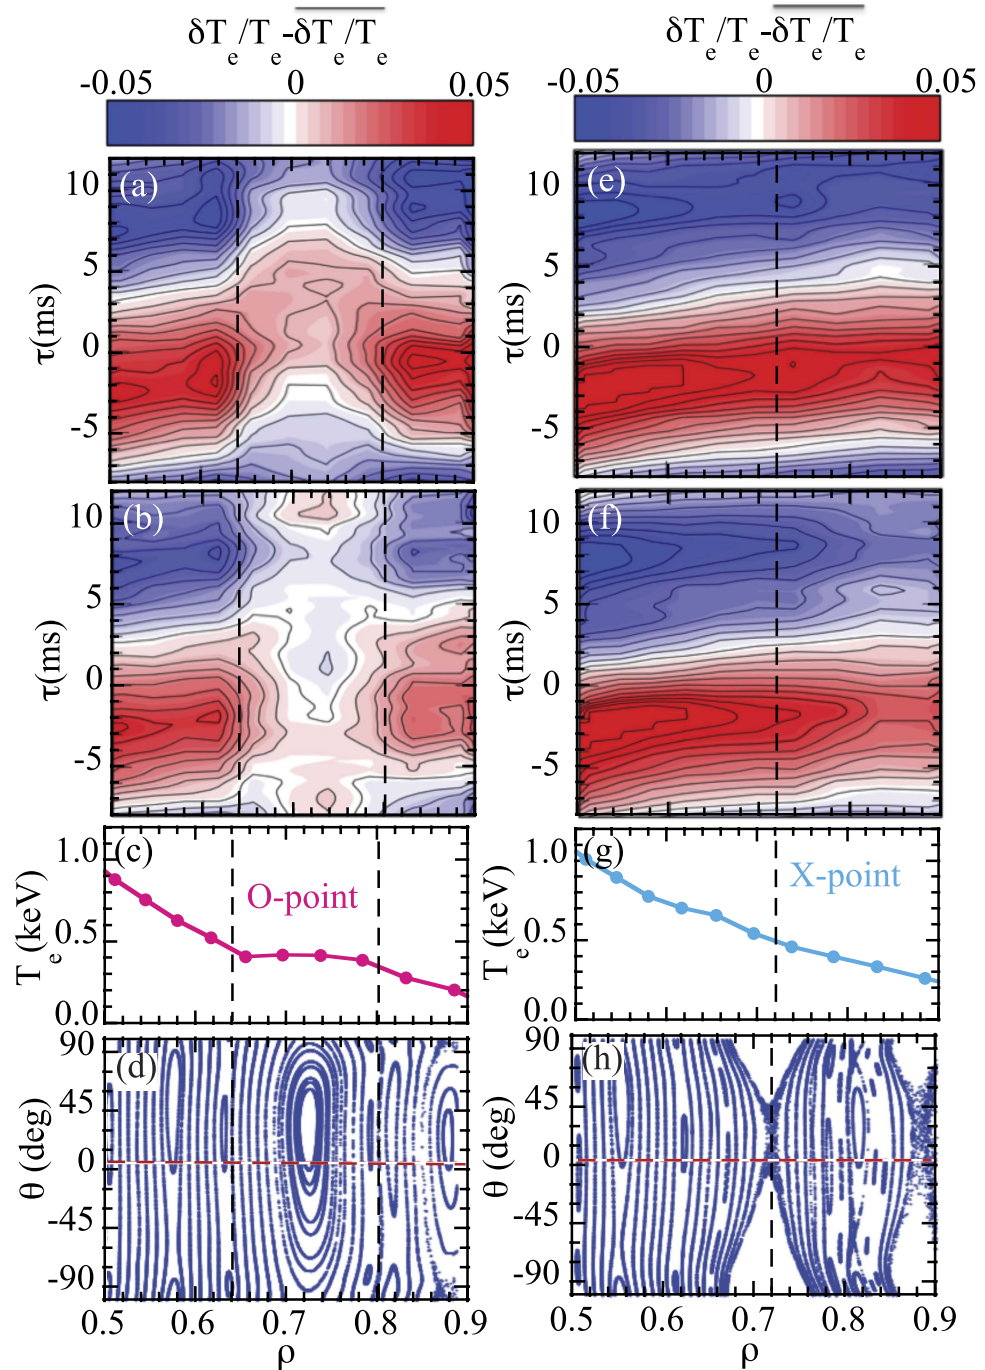 δTe/Te-δTe/Te
-0.05 0 0.05
(a)
10
5
0
-5
τ(ms)
(b)
10
5
0
-5
τ(ms)
(c)
O-point
1.0
0.5
0.0
Te(keV)
(d)
90
45
0
-45
-90
θ (deg)
0.5 0.6 0.7 0.8 0.9
ρ
δTe/Te-δTe/Te
-0.05 0 0.05
(e)
10
5
0
-5
τ(ms)
(f)
10
5
0
-5
τ(ms)
(g)
X-point
1.0
0.5
0.0
Te(keV)
(h)
90
45
0
-45
-90
θ (deg)
0.5 0.6 0.7 0.8 0.9
ρ